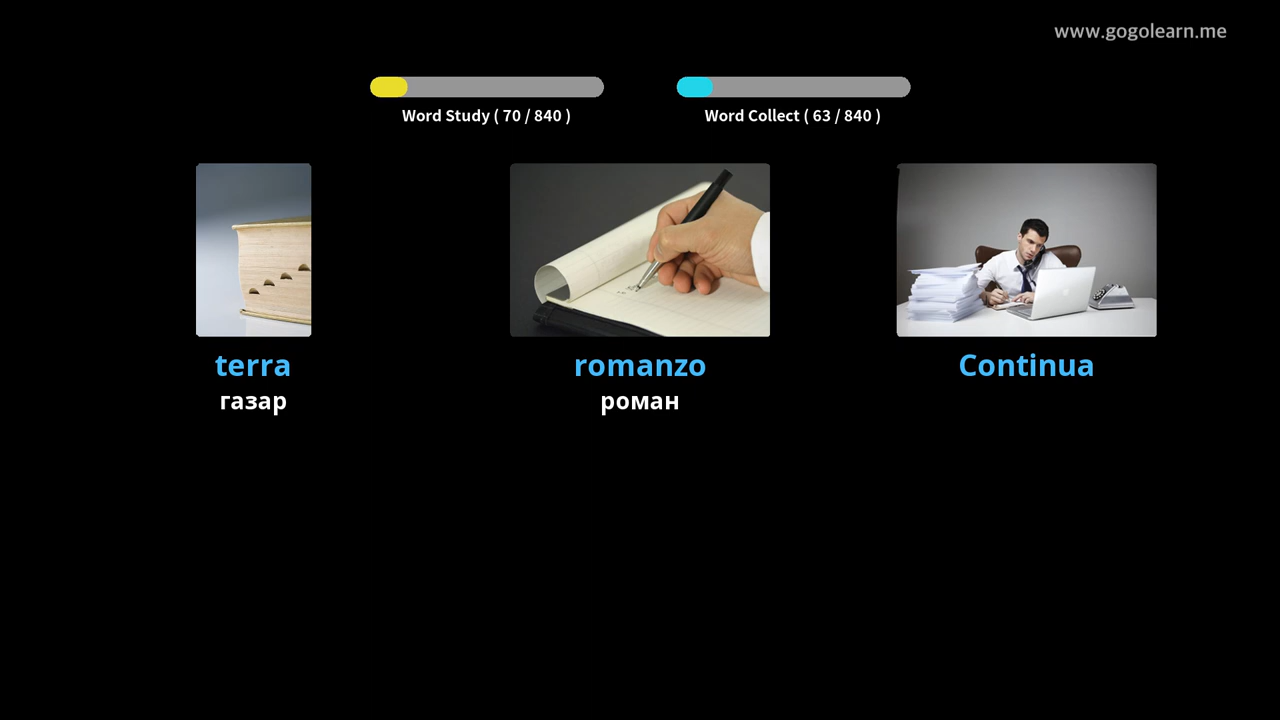 www.gogolearn.me
Word Study ( 70 / 840 )
Word Collect ( 63 / 840 )
terra
газар
romanzo
роман
Continua